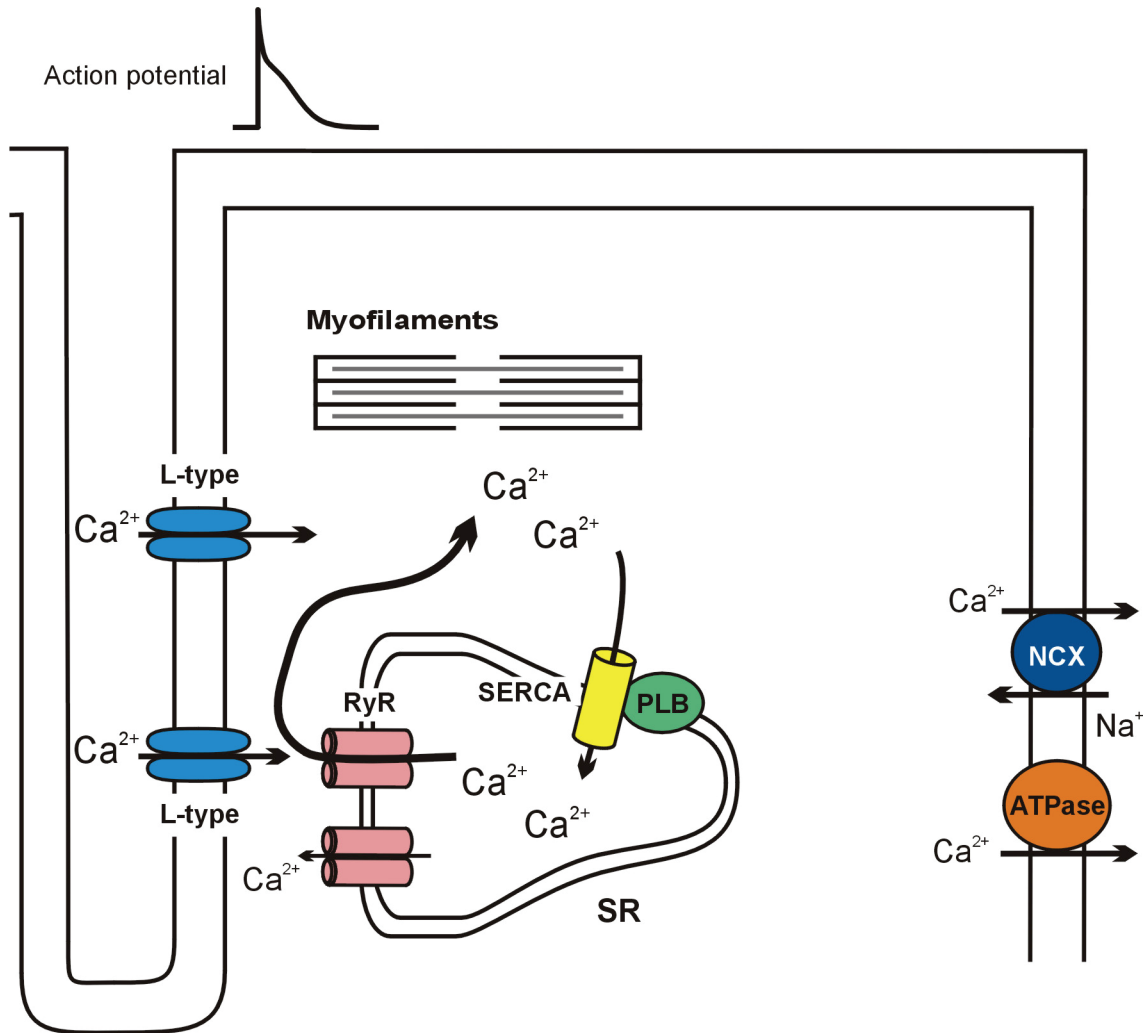 Action potential
Myofilaments
L-type
Ca²⁺
Ca²⁺
Ca²⁺
Ca²⁺
NCX
Na⁺
SERCA
PLB
RyR
Ca²⁺
Ca²⁺
Ca²⁺
L-type
ATPase
Ca²⁺
Ca²⁺
SR